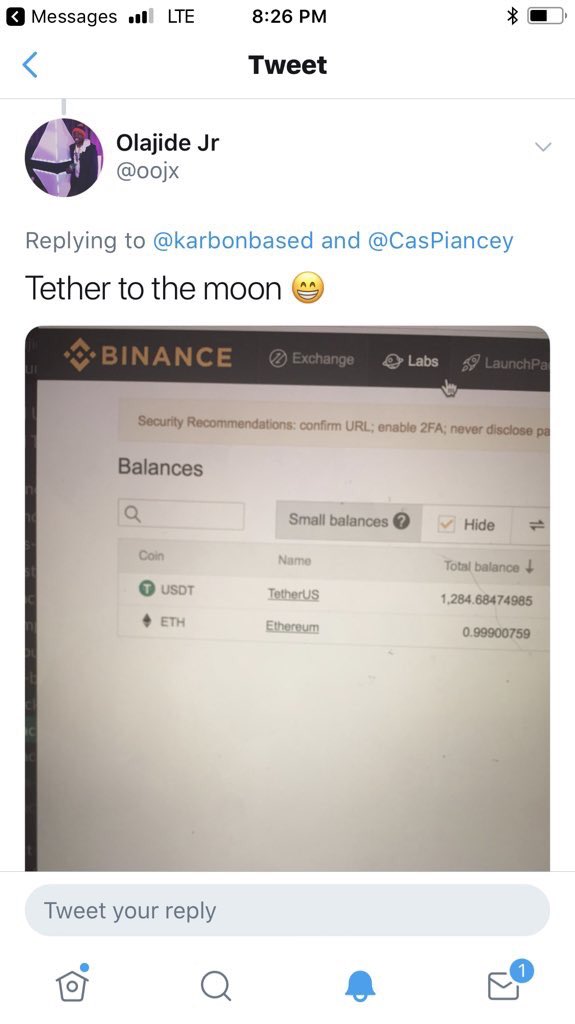 Messages LTE 8:26 PM
Tweet
Olajide Jr
@oojx
Replying to @karbonbased and @CasPiancey
Tether to the moon 😁
BINANCE Exchange Labs LaunchPa
Security Recommendations: confirm URL; enable 2FA; never disclose pa
Balances
Small balances ? Hide
Coin Name Total balance ↓
USDT TetherUS 1,284.68474985
ETH Ethereum 0.99900759
Tweet your reply
1